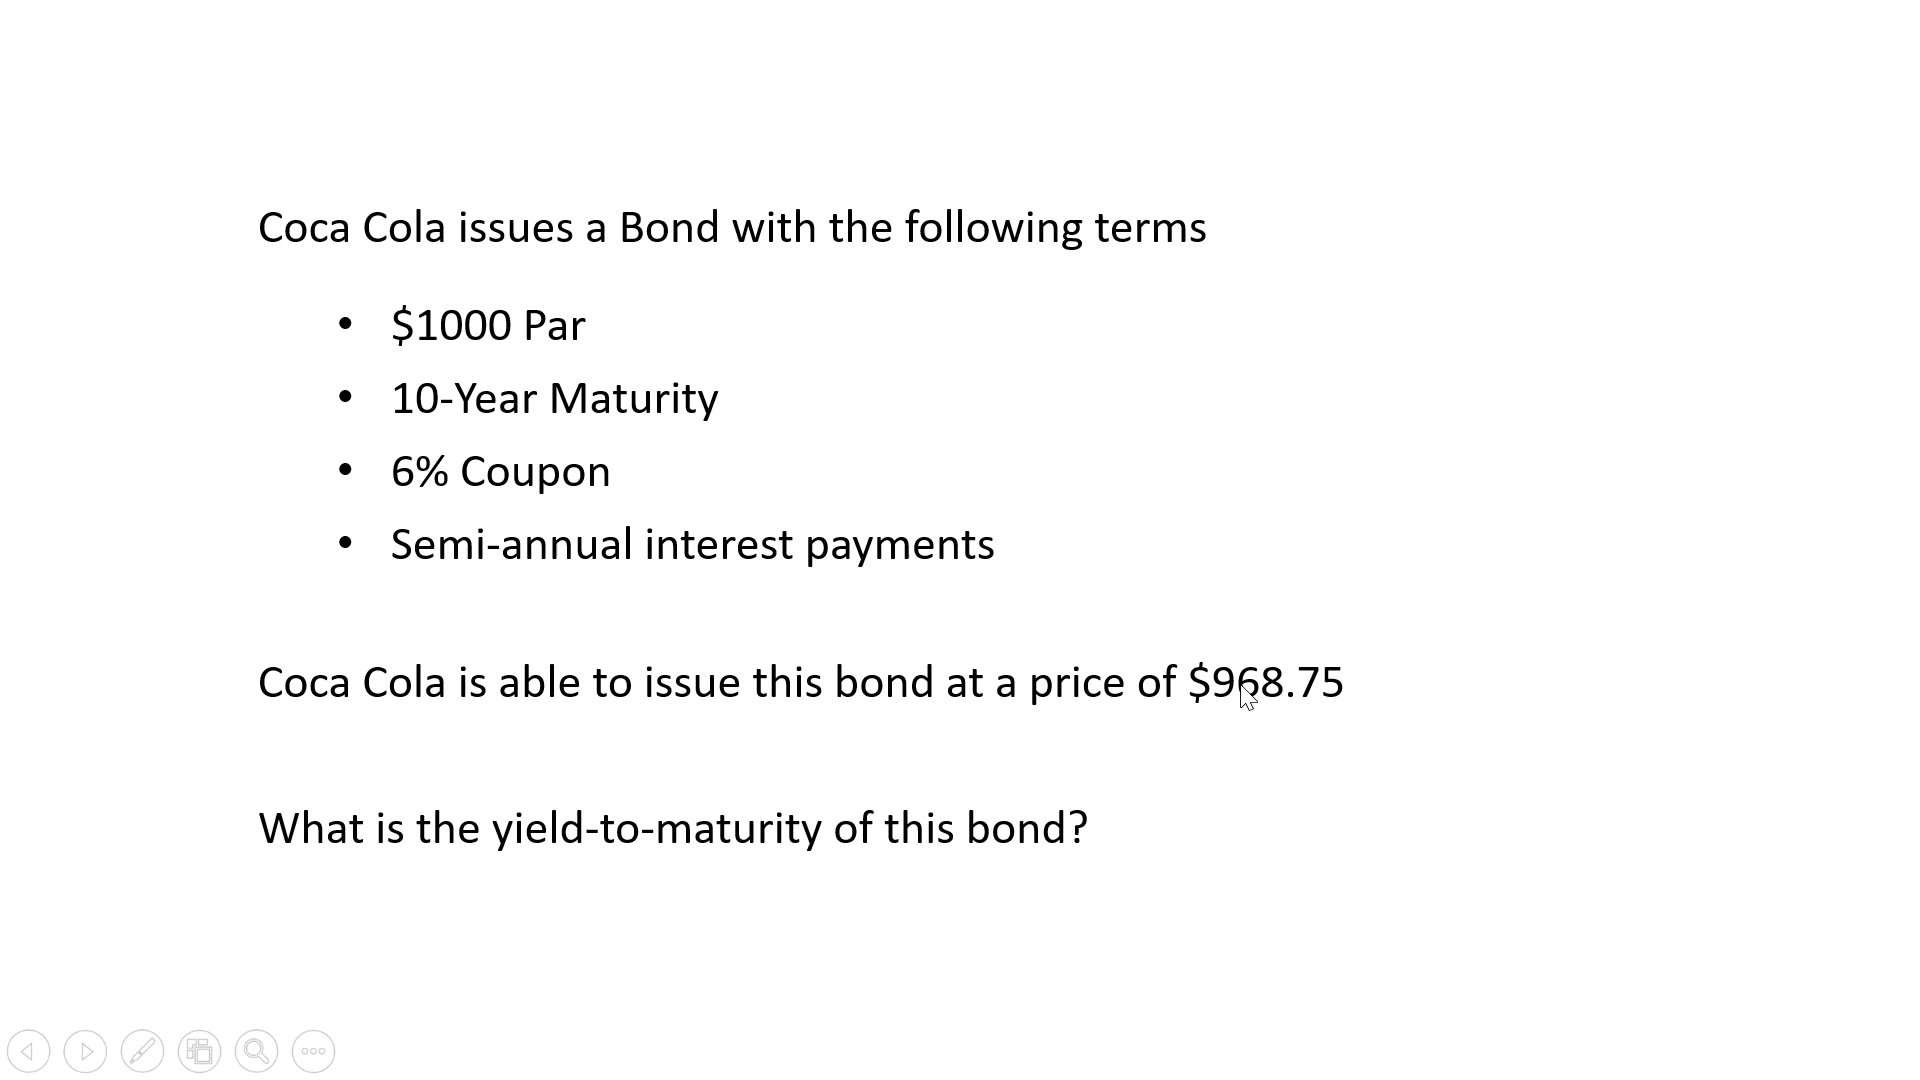 Coca Cola issues a Bond with the following terms
• $1000 Par
• 10-Year Maturity
• 6% Coupon
• Semi-annual interest payments
Coca Cola is able to issue this bond at a price of $968.75
What is the yield-to-maturity of this bond?